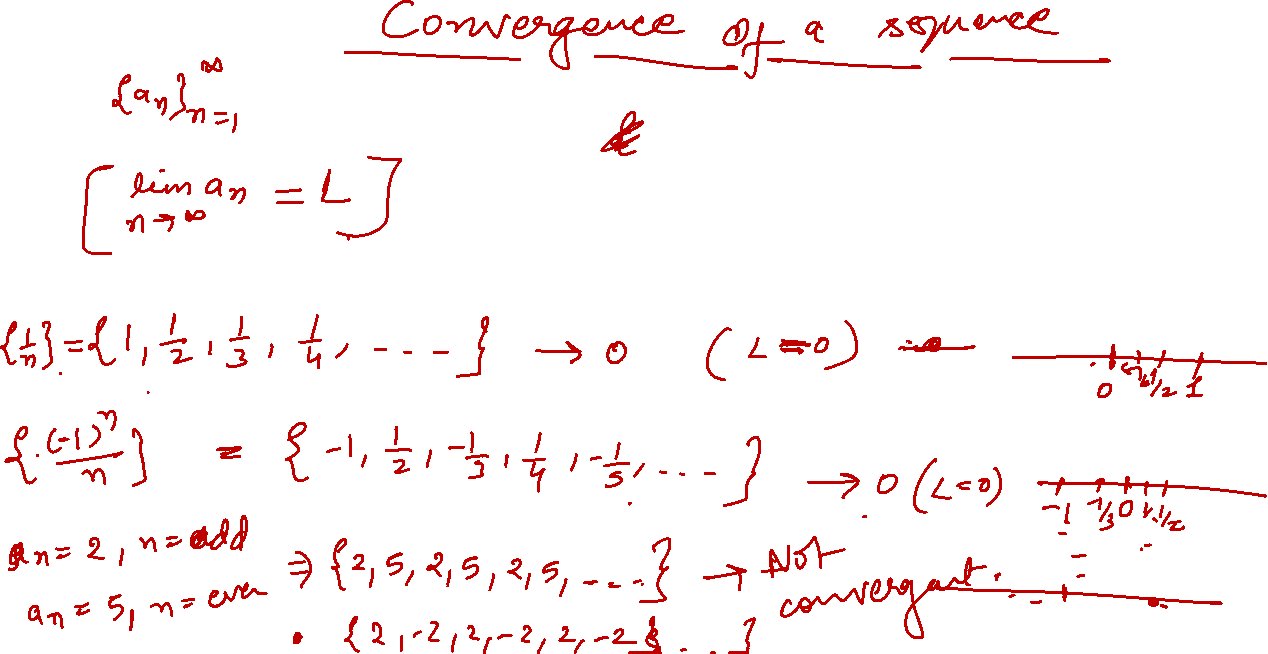 Convergence of a sequence
{aₙ}ₙ₌₁^∞
[lim aₙ = L]
n→∞
{1/n} = {1, 1/2, 1/3, 1/4, ---} → 0 (L=0) 0 1/2 1
{(-1)ⁿ/n} = {-1, 1/2, -1/3, 1/4, -1/5, ...} → 0 (L=0) -1 -1/3 0 1/2
aₙ = 2, n = odd
aₙ = 5, n = even ⇒ {2, 5, 2, 5, 2, 5, ----} → Not convergant.
• {2, -2, 2, -2, 2, -2 ...}